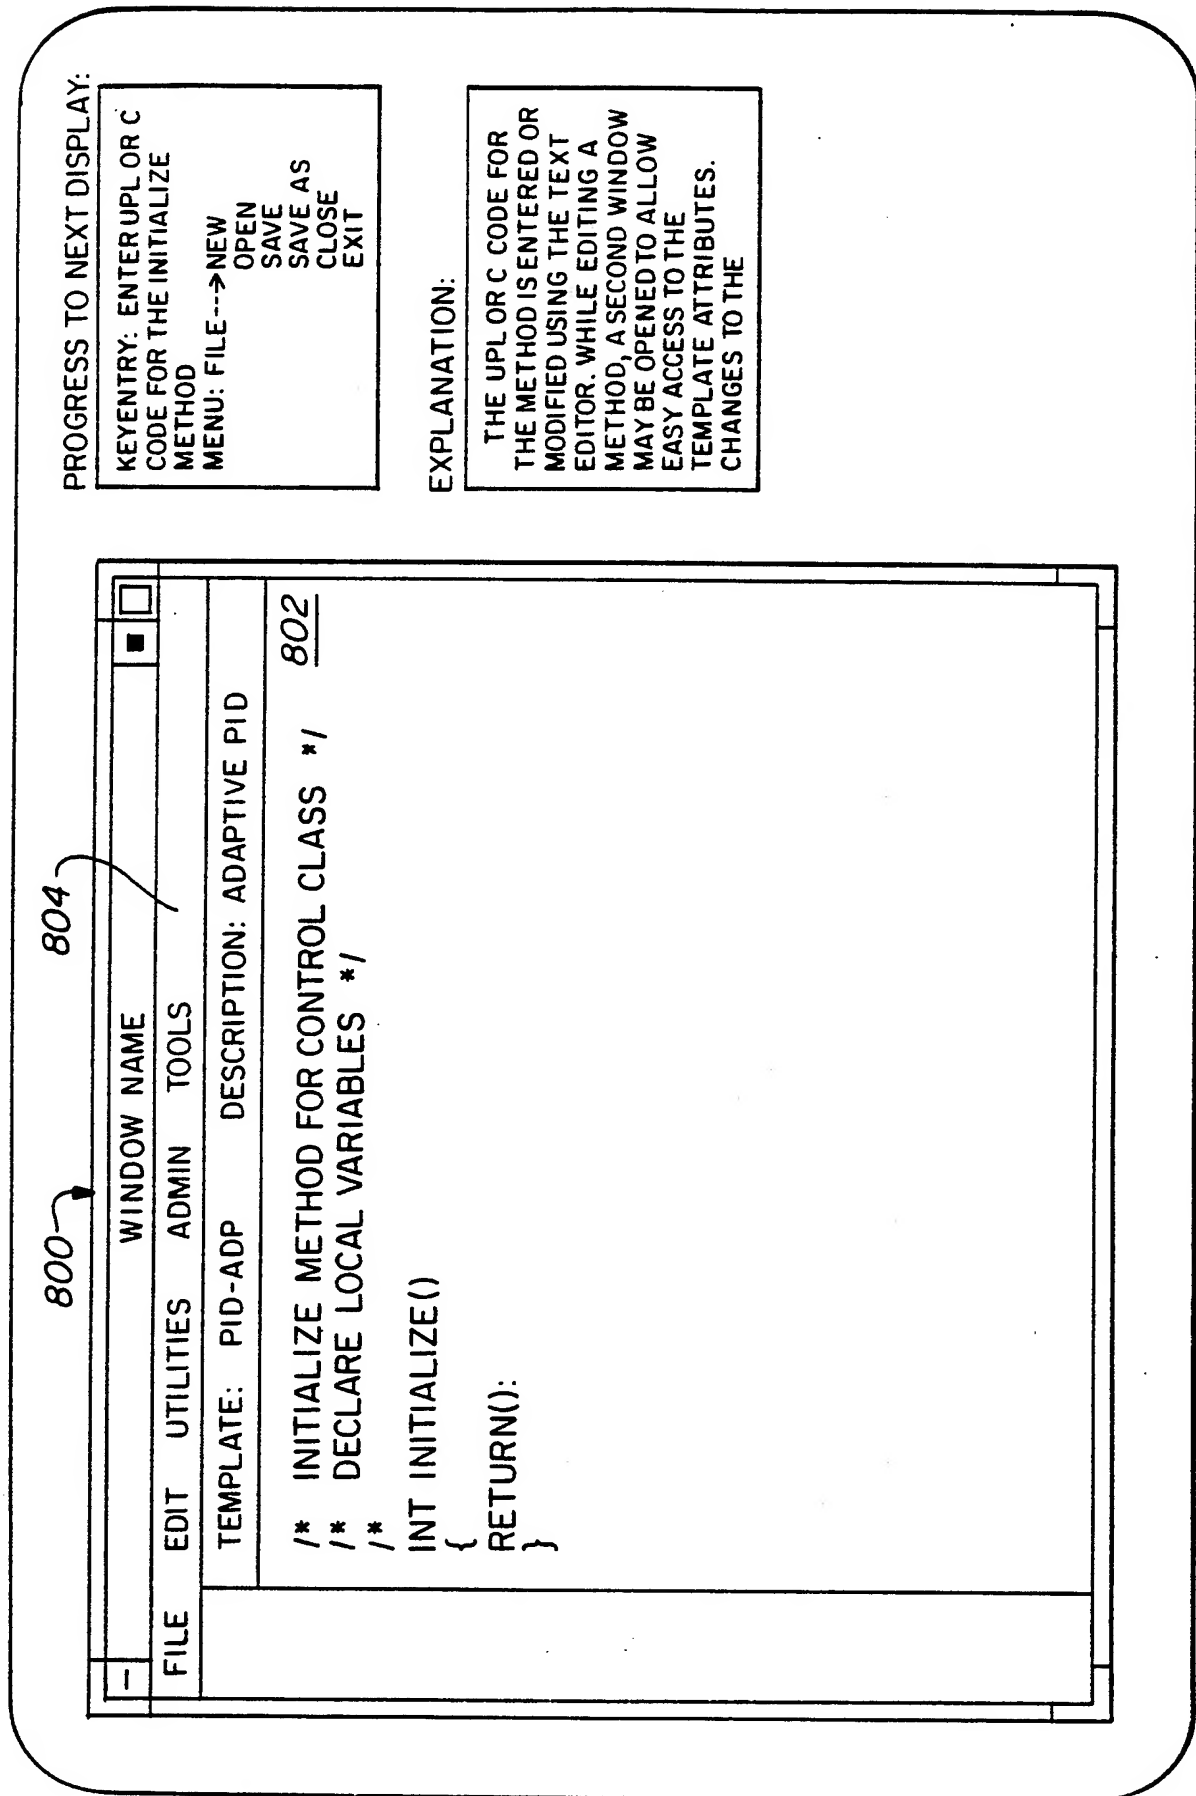 800
804
WINDOW NAME
FILE EDIT UTILITIES ADMIN TOOLS
TEMPLATE: PID-ADP DESCRIPTION: ADAPTIVE PID
802
/* INITIALIZE METHOD FOR CONTROL CLASS */
/* DECLARE LOCAL VARIABLES */
/*
INT INITIALIZE()
{
RETURN():
}
PROGRESS TO NEXT DISPLAY:
KEYENTRY: ENTER UPL OR C
CODE FOR THE INITIALIZE
METHOD
MENU: FILE--->NEW
OPEN
SAVE
SAVE AS
CLOSE
EXIT
EXPLANATION:
THE UPL OR C CODE FOR
THE METHOD IS ENTERED OR
MODIFIED USING THE TEXT
EDITOR. WHILE EDITING A
METHOD, A SECOND WINDOW
MAY BE OPENED TO ALLOW
EASY ACCESS TO THE
TEMPLATE ATTRIBUTES.
CHANGES TO THE